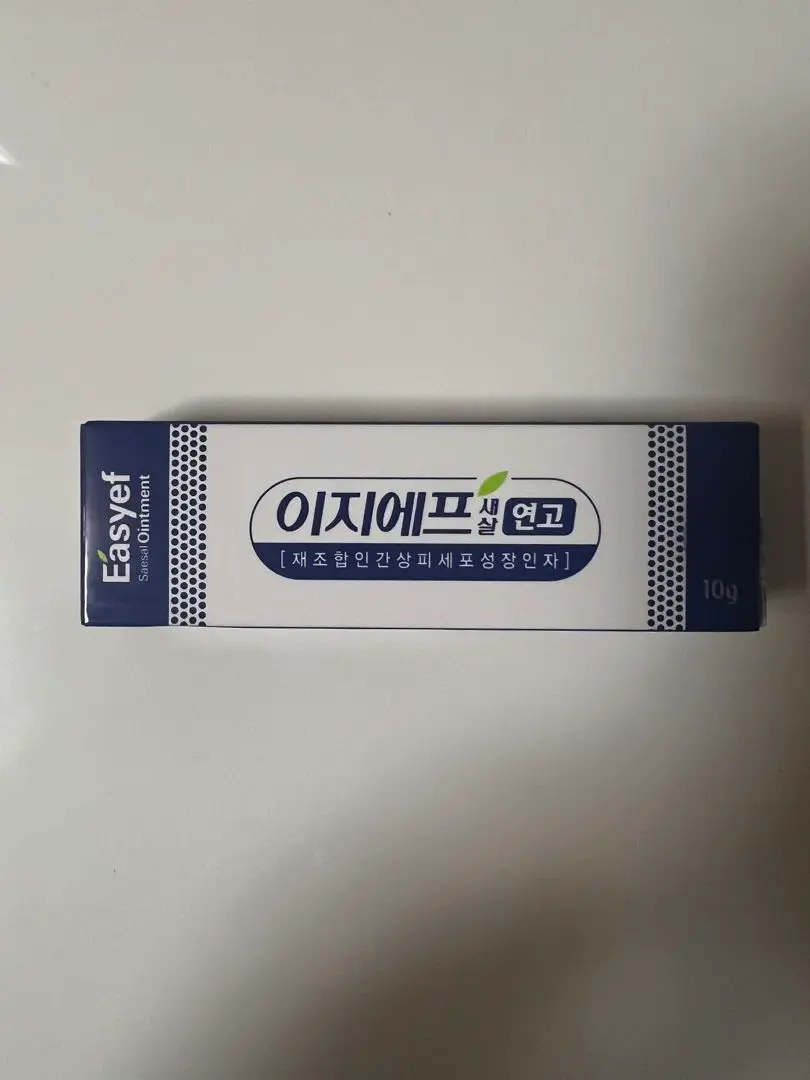 Easyef
Saesal Ointment
이지에프 새살 연고
[재조합인간상피세포성장인자]
10g